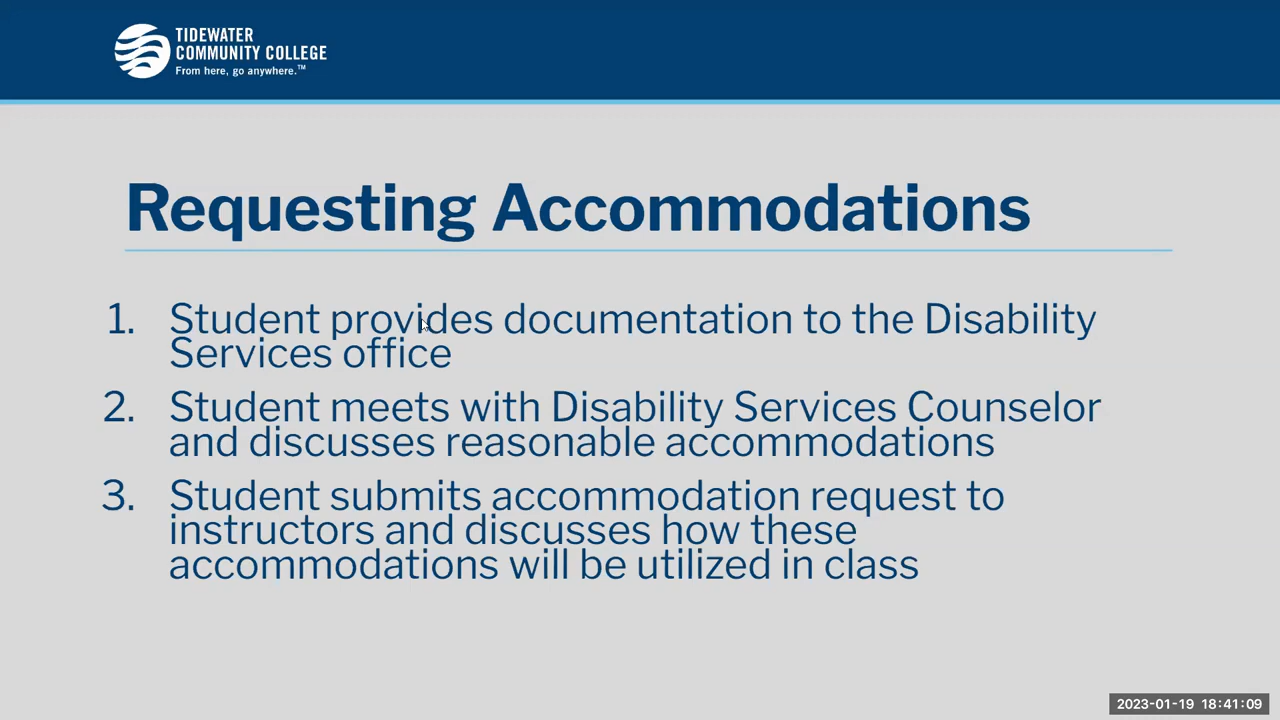 TIDEWATER
COMMUNITY COLLEGE
From here, go anywhere.™
Requesting Accommodations
1. Student provides documentation to the Disability
Services office
2. Student meets with Disability Services Counselor
and discusses reasonable accommodations
3. Student submits accommodation request to
instructors and discusses how these
accommodations will be utilized in class
2023-01-19 18:41:09